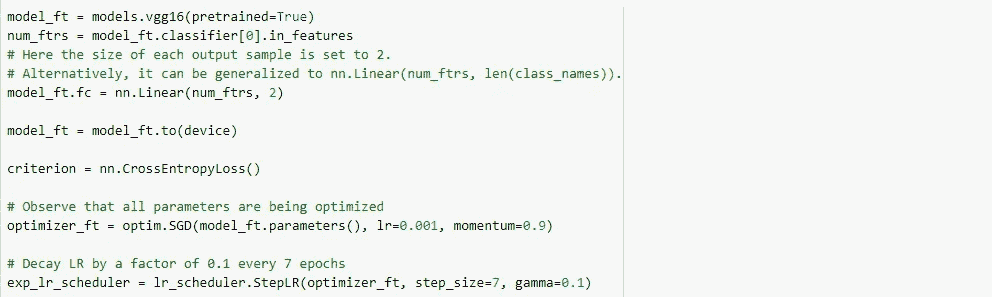 model_ft = models.vgg16(pretrained=True)
num_ftrs = model_ft.classifier[0].in_features
# Here the size of each output sample is set to 2.
# Alternatively, it can be generalized to nn.Linear(num_ftrs, len(class_names)).
model_ft.fc = nn.Linear(num_ftrs, 2)
model_ft = model_ft.to(device)
criterion = nn.CrossEntropyLoss()
# Observe that all parameters are being optimized
optimizer_ft = optim.SGD(model_ft.parameters(), lr=0.001, momentum=0.9)
# Decay LR by a factor of 0.1 every 7 epochs
exp_lr_scheduler = lr_scheduler.StepLR(optimizer_ft, step_size=7, gamma=0.1)